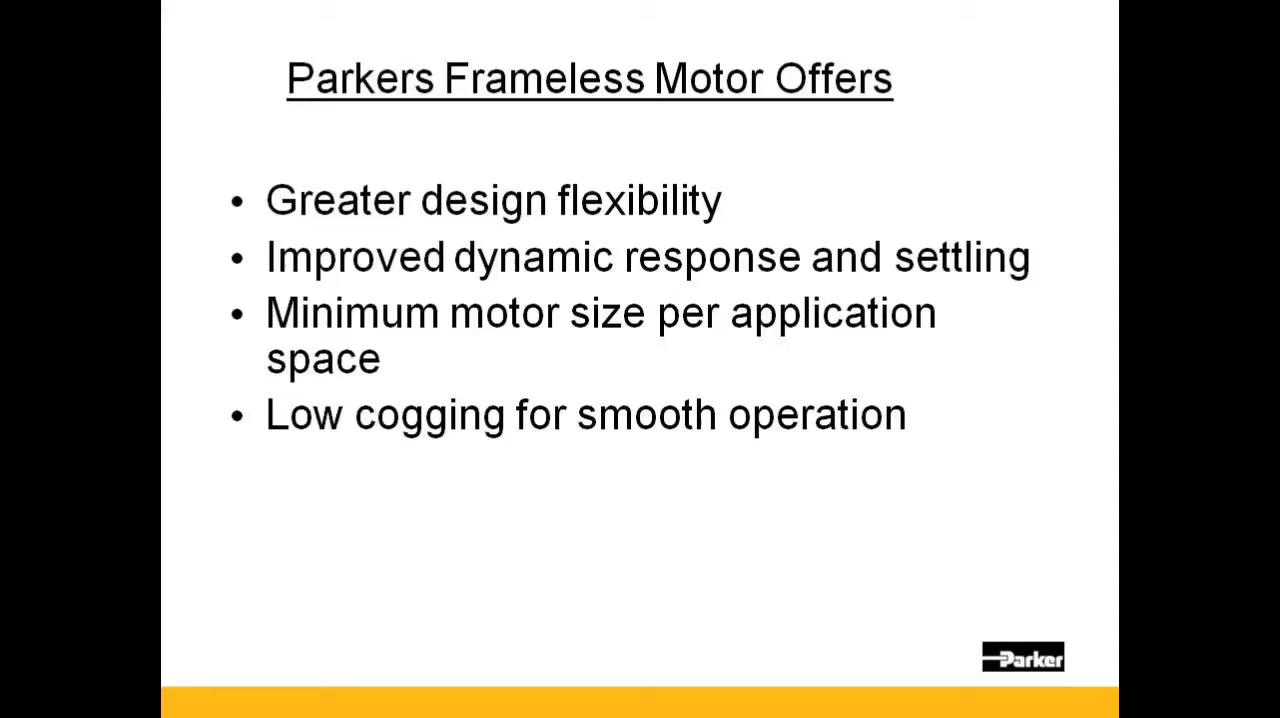 Parkers Frameless Motor Offers
• Greater design flexibility
• Improved dynamic response and settling
• Minimum motor size per application
space
• Low cogging for smooth operation
Parker